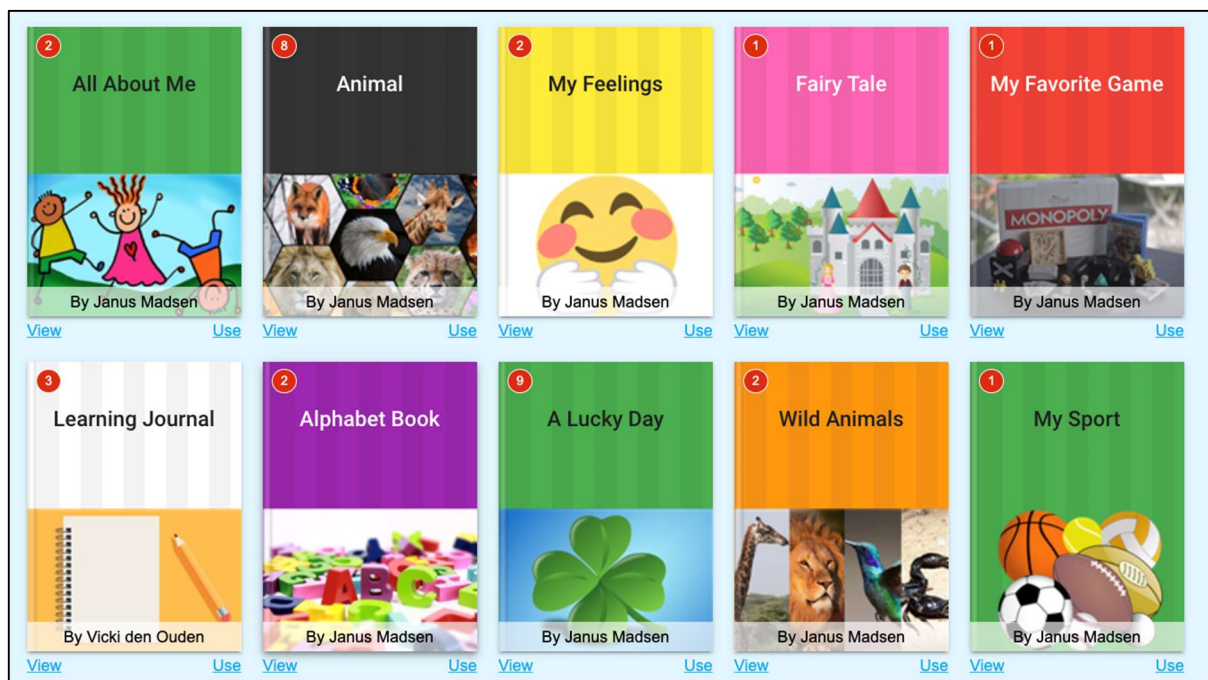 2
All About Me
By Janus Madsen
View Use
8
Animal
By Janus Madsen
View Use
2
My Feelings
By Janus Madsen
View Use
1
Fairy Tale
By Janus Madsen
View Use
1
My Favorite Game
MONOPOLY
By Janus Madsen
View Use
3
Learning Journal
By Vicki den Ouden
View Use
2
Alphabet Book
ABC
By Janus Madsen
View Use
9
A Lucky Day
By Janus Madsen
View Use
2
Wild Animals
By Janus Madsen
View Use
1
My Sport
By Janus Madsen
View Use